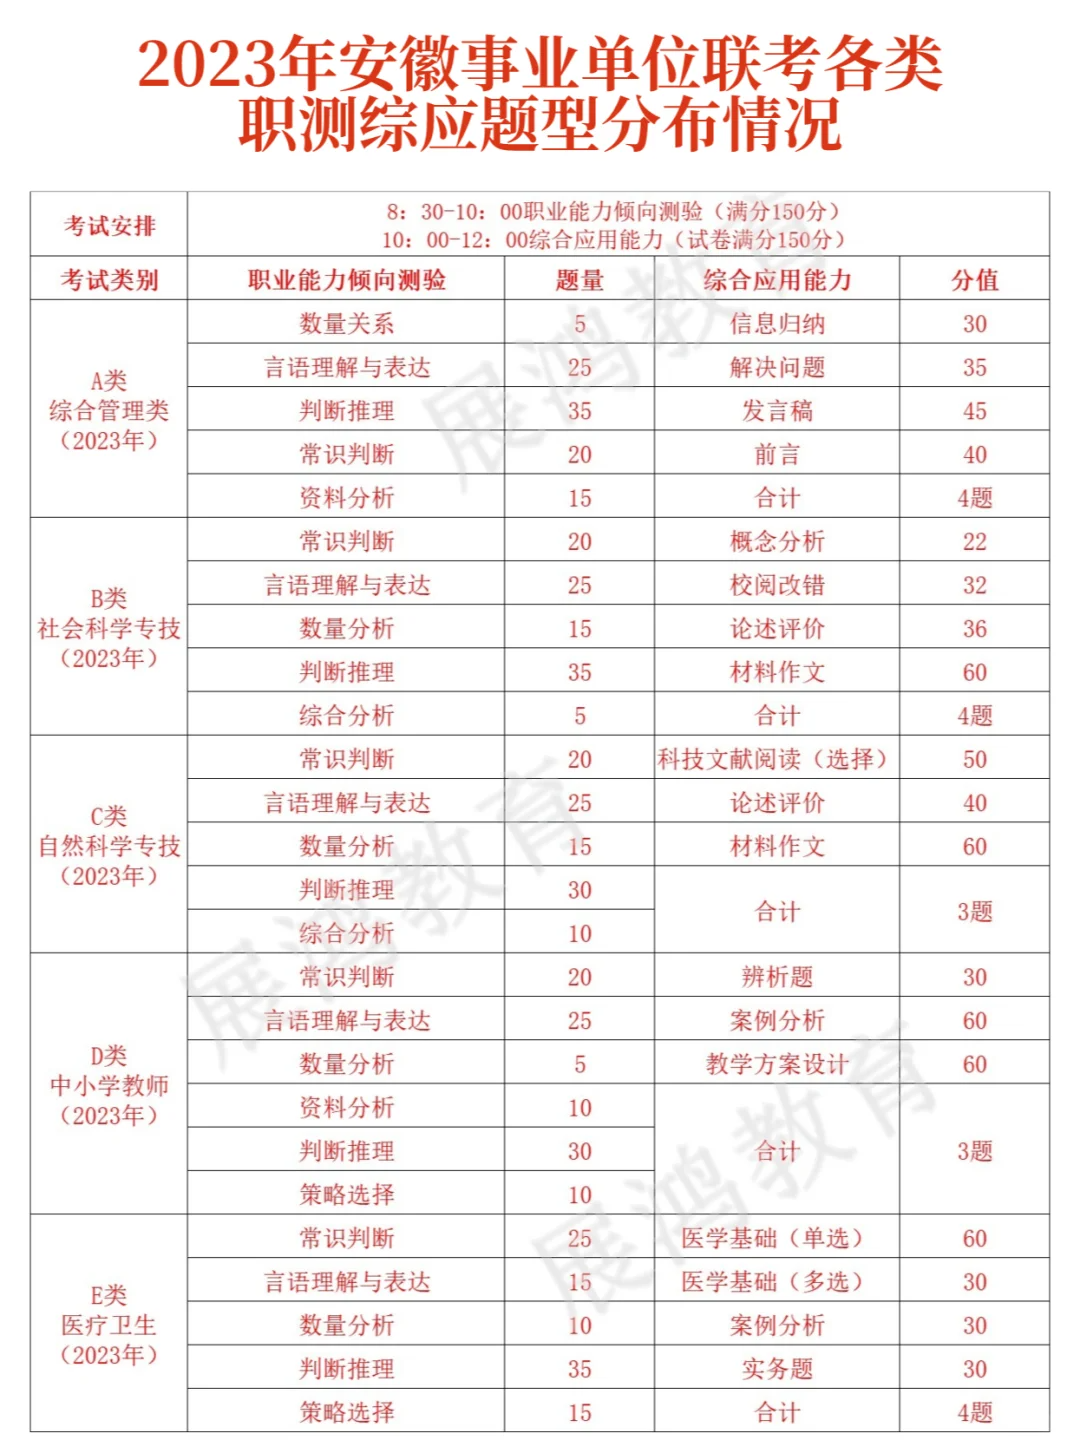 2023年安徽事业单位联考各类
职测综应题型分布情况
考试安排
8：30-10：00职业能力倾向测验（满分150分）
10：00-12：00综合应用能力（试卷满分150分）
考试类别 职业能力倾向测验 题量 综合应用能力 分值
A类
综合管理类
（2023年）
数量关系 5 信息归纳 30
言语理解与表达 25 解决问题 35
判断推理 35 发言稿 45
常识判断 20 前言 40
资料分析 15 合计 4题
B类
社会科学专技
（2023年）
常识判断 20 概念分析 22
言语理解与表达 25 校阅改错 32
数量分析 15 论述评价 36
判断推理 35 材料作文 60
综合分析 5 合计 4题
C类
自然科学专技
（2023年）
常识判断 20 科技文献阅读（选择） 50
言语理解与表达 25 论述评价 40
数量分析 15 材料作文 60
判断推理 30 合计 3题
综合分析 10
D类
中小学教师
（2023年）
常识判断 20 辨析题 30
言语理解与表达 25 案例分析 60
数量分析 5 教学方案设计 60
资料分析 10
判断推理 30 合计 3题
策略选择 10
E类
医疗卫生
（2023年）
常识判断 25 医学基础（单选） 60
言语理解与表达 15 医学基础（多选） 30
数量分析 10 案例分析 30
判断推理 35 实务题 30
策略选择 15 合计 4题
展鸿教育
展鸿教育
展鸿教育